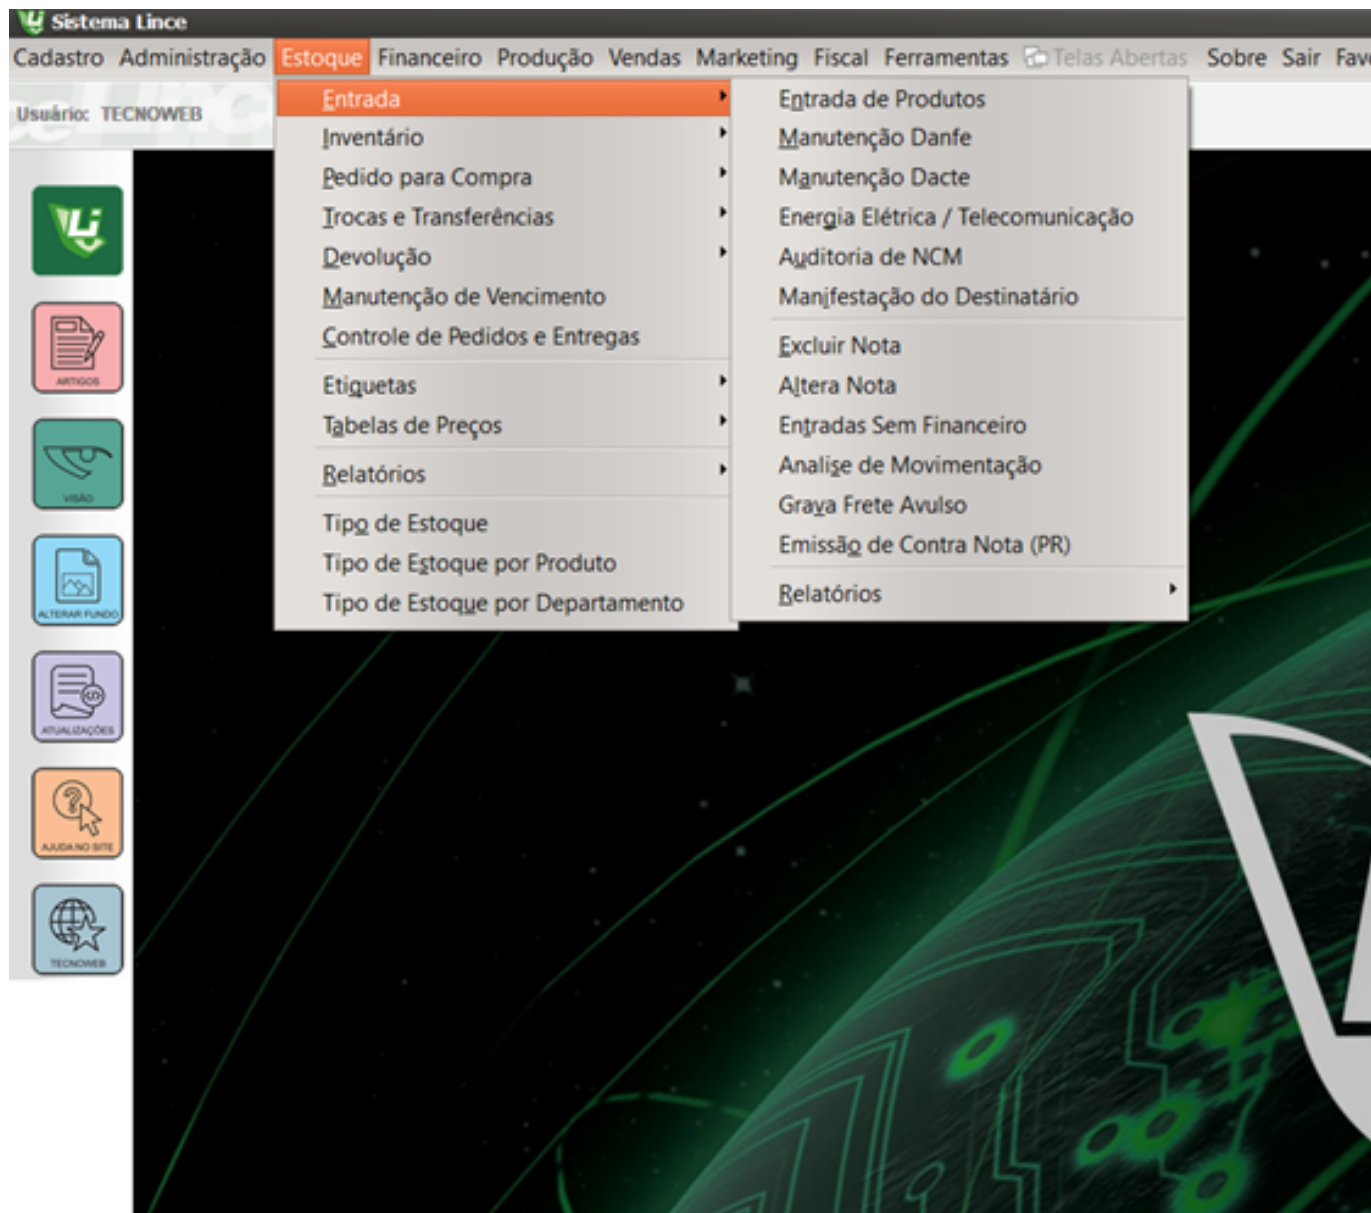 Sistema Lince
Cadastro Administração Estoque Financeiro Produção Vendas Marketing Fiscal Ferramentas Telas Abertas Sobre Sair
Usuário: TECNOWEB
Entrada
Inventário
Pedido para Compra
Trocas e Transferências
Devolução
Manutenção de Vencimento
Controle de Pedidos e Entregas
Etiquetas
Tabelas de Preços
Relatórios
Tipo de Estoque
Tipo de Estoque por Produto
Tipo de Estoque por Departamento
Entrada de Produtos
Manutenção Danfe
Manutenção Dacte
Energia Elétrica / Telecomunicação
Auditoria de NCM
Manifestação do Destinatário
Excluir Nota
Altera Nota
Entradas Sem Financeiro
Analise de Movimentação
Grava Frete Avulso
Emissão de Contra Nota (PR)
Relatórios
Li
ARTIGOS
VISÃO
ALTERAR FUNDO
ATUALIZAÇÕES
AJUDA NO SITE
TECNOWEB